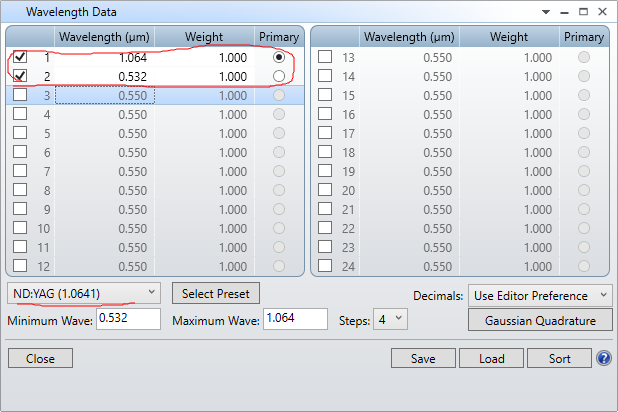 Wavelength Data
Wavelength (µm) Weight Primary Wavelength (µm) Weight Primary
1 1.064 1.000 13 0.550 1.000
2 0.532 1.000 14 0.550 1.000
3 0.550 1.000 15 0.550 1.000
4 0.550 1.000 16 0.550 1.000
5 0.550 1.000 17 0.550 1.000
6 0.550 1.000 18 0.550 1.000
7 0.550 1.000 19 0.550 1.000
8 0.550 1.000 20 0.550 1.000
9 0.550 1.000 21 0.550 1.000
10 0.550 1.000 22 0.550 1.000
11 0.550 1.000 23 0.550 1.000
12 0.550 1.000 24 0.550 1.000
ND:YAG (1.0641) Select Preset Decimals: Use Editor Preference
Minimum Wave: 0.532 Maximum Wave: 1.064 Steps: 4 Gaussian Quadrature
Close Save Load Sort ?